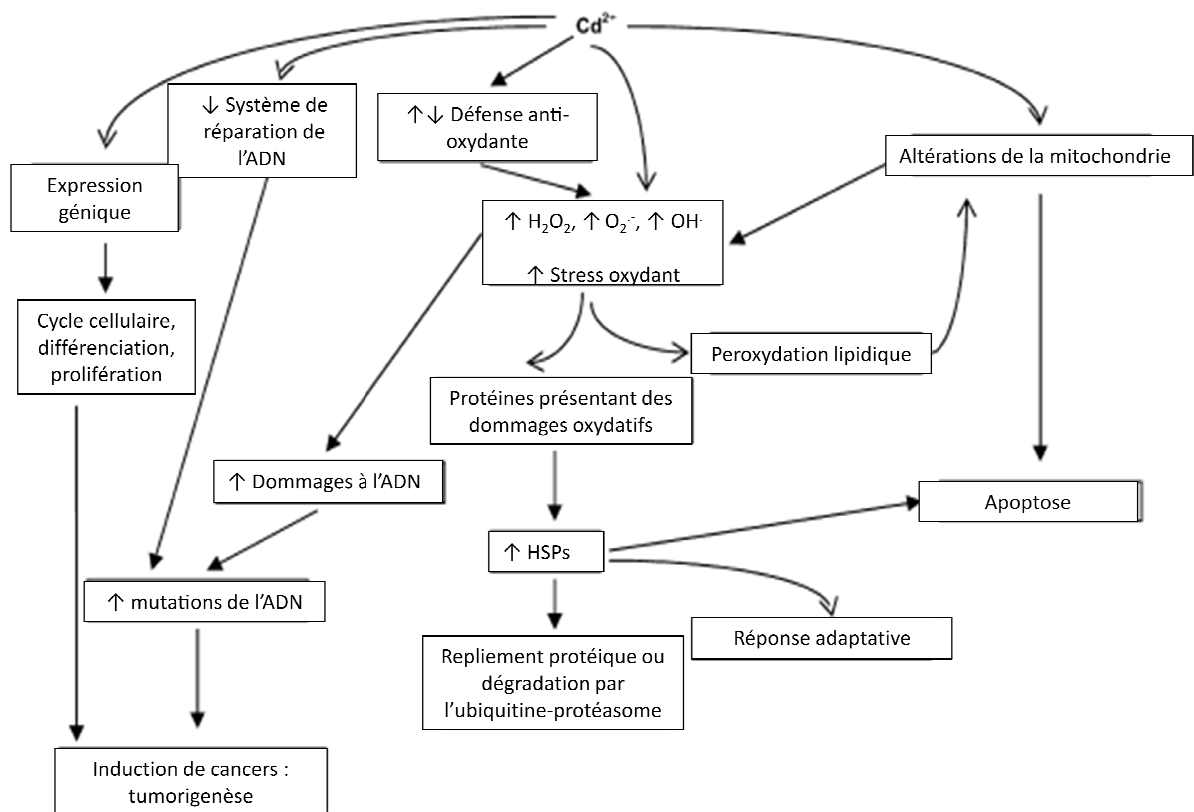 Cd²⁺
↓ Système de
réparation de
l'ADN
↑↓ Défense anti-
oxydante
Altérations de la mitochondrie
Expression
génique
↑ H₂O₂, ↑ O₂·⁻, ↑ OH·
↑ Stress oxydant
Cycle cellulaire,
différenciation,
prolifération
Peroxydation lipidique
Protéines présentant des
dommages oxydatifs
↑ Dommages à l'ADN
Apoptose
↑ HSPs
↑ mutations de l'ADN
Réponse adaptative
Repliement protéique ou
dégradation par
l'ubiquitine-protéasome
Induction de cancers :
tumorigenèse